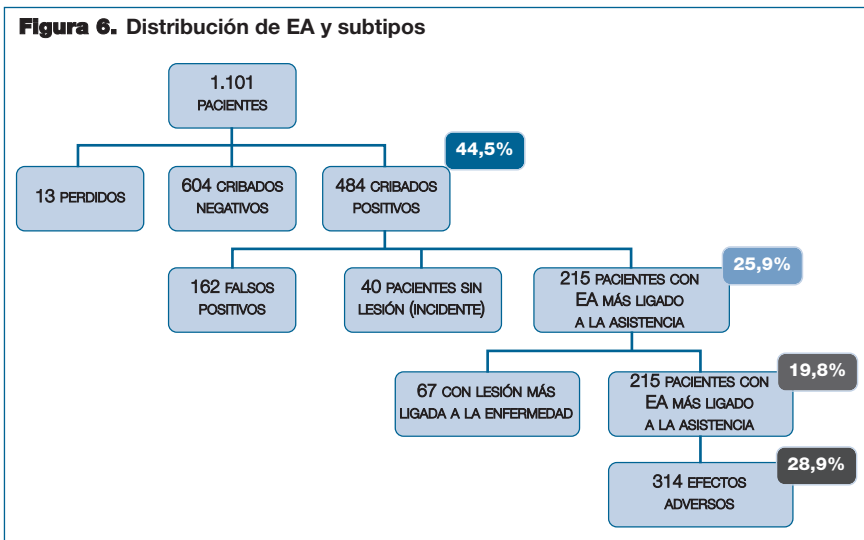 Figura 6. Distribución de EA y subtipos
1.101
PACIENTES
44,5%
13 PERDIDOS
604 CRIBADOS
NEGATIVOS
484 CRIBADOS
POSITIVOS
25,9%
162 FALSOS
POSITIVOS
40 PACIENTES SIN
LESIÓN (INCIDENTE)
215 PACIENTES CON
EA MÁS LIGADO
A LA ASISTENCIA
19,8%
67 CON LESIÓN MÁS
LIGADA A LA ENFERMEDAD
215 PACIENTES CON
EA MÁS LIGADO
A LA ASISTENCIA
28,9%
314 EFECTOS
ADVERSOS